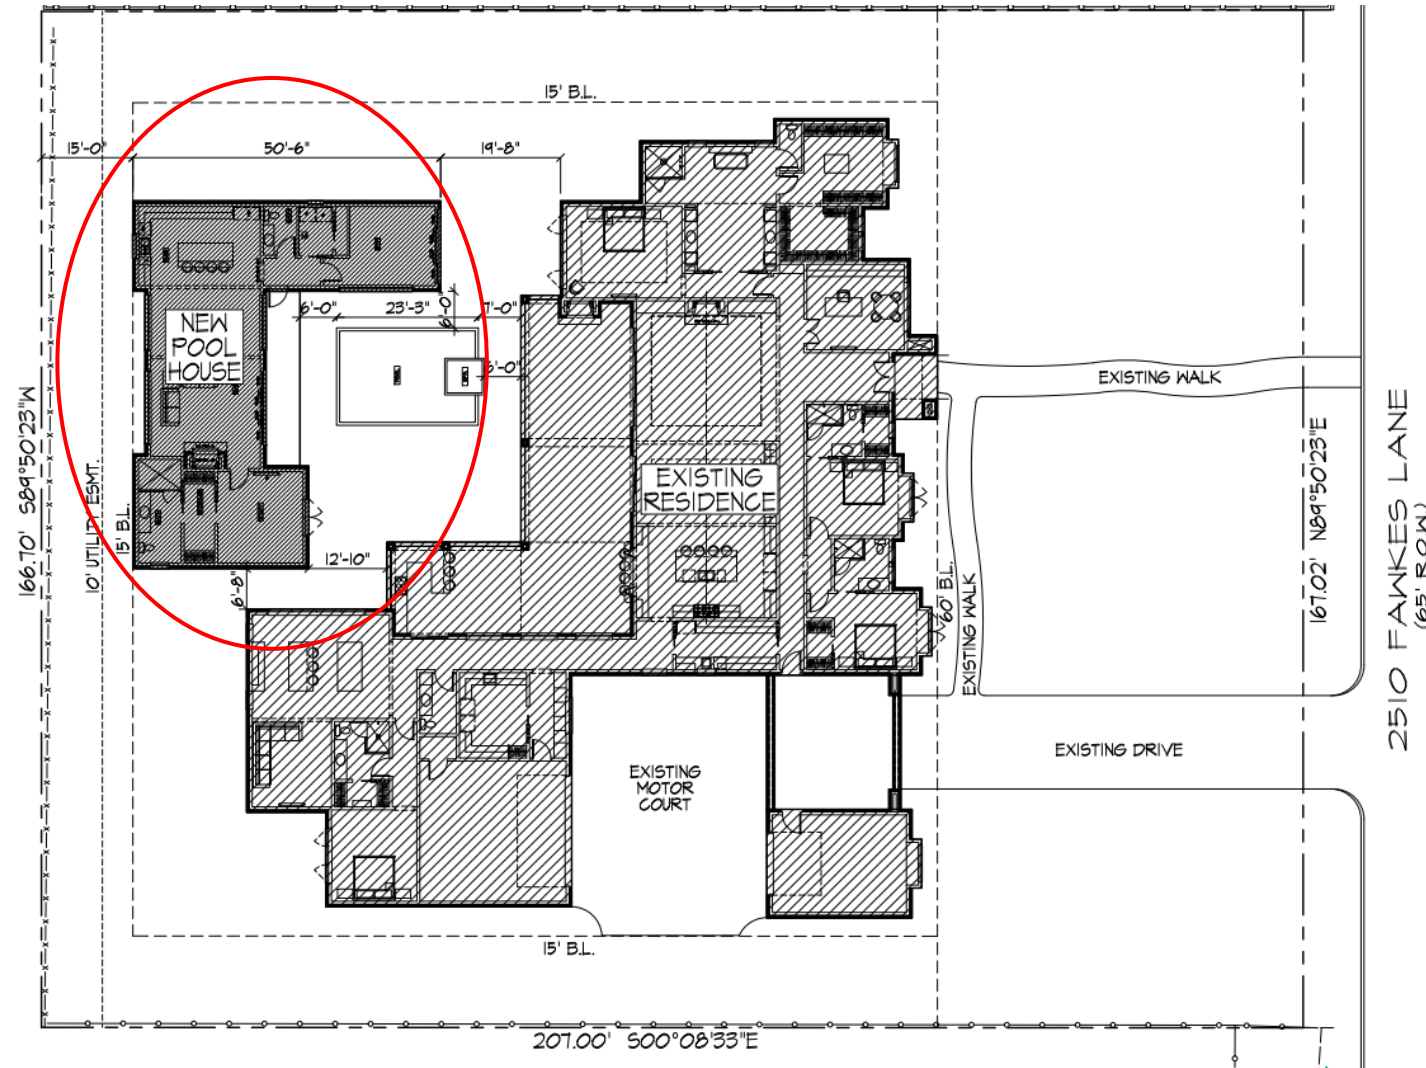 15' B.L.
15'-0"
50'-6"
19'-8"
6'-0"
23'-3"
7'-0"
6'-0"
NEW
POOL
HOUSE
6'-0"
EXISTING WALK
166.70' S89°50'23"W
10' UTILITY ESMT.
15' B.L.
EXISTING
RESIDENCE
167.02' N89°50'23"E
2510 FAWKES LANE
(65' R.O.W.)
12'-10"
6'-8"
60' B.L.
EXISTING WALK
EXISTING DRIVE
EXISTING
MOTOR
COURT
15' B.L.
207.00' S00°08'33"E